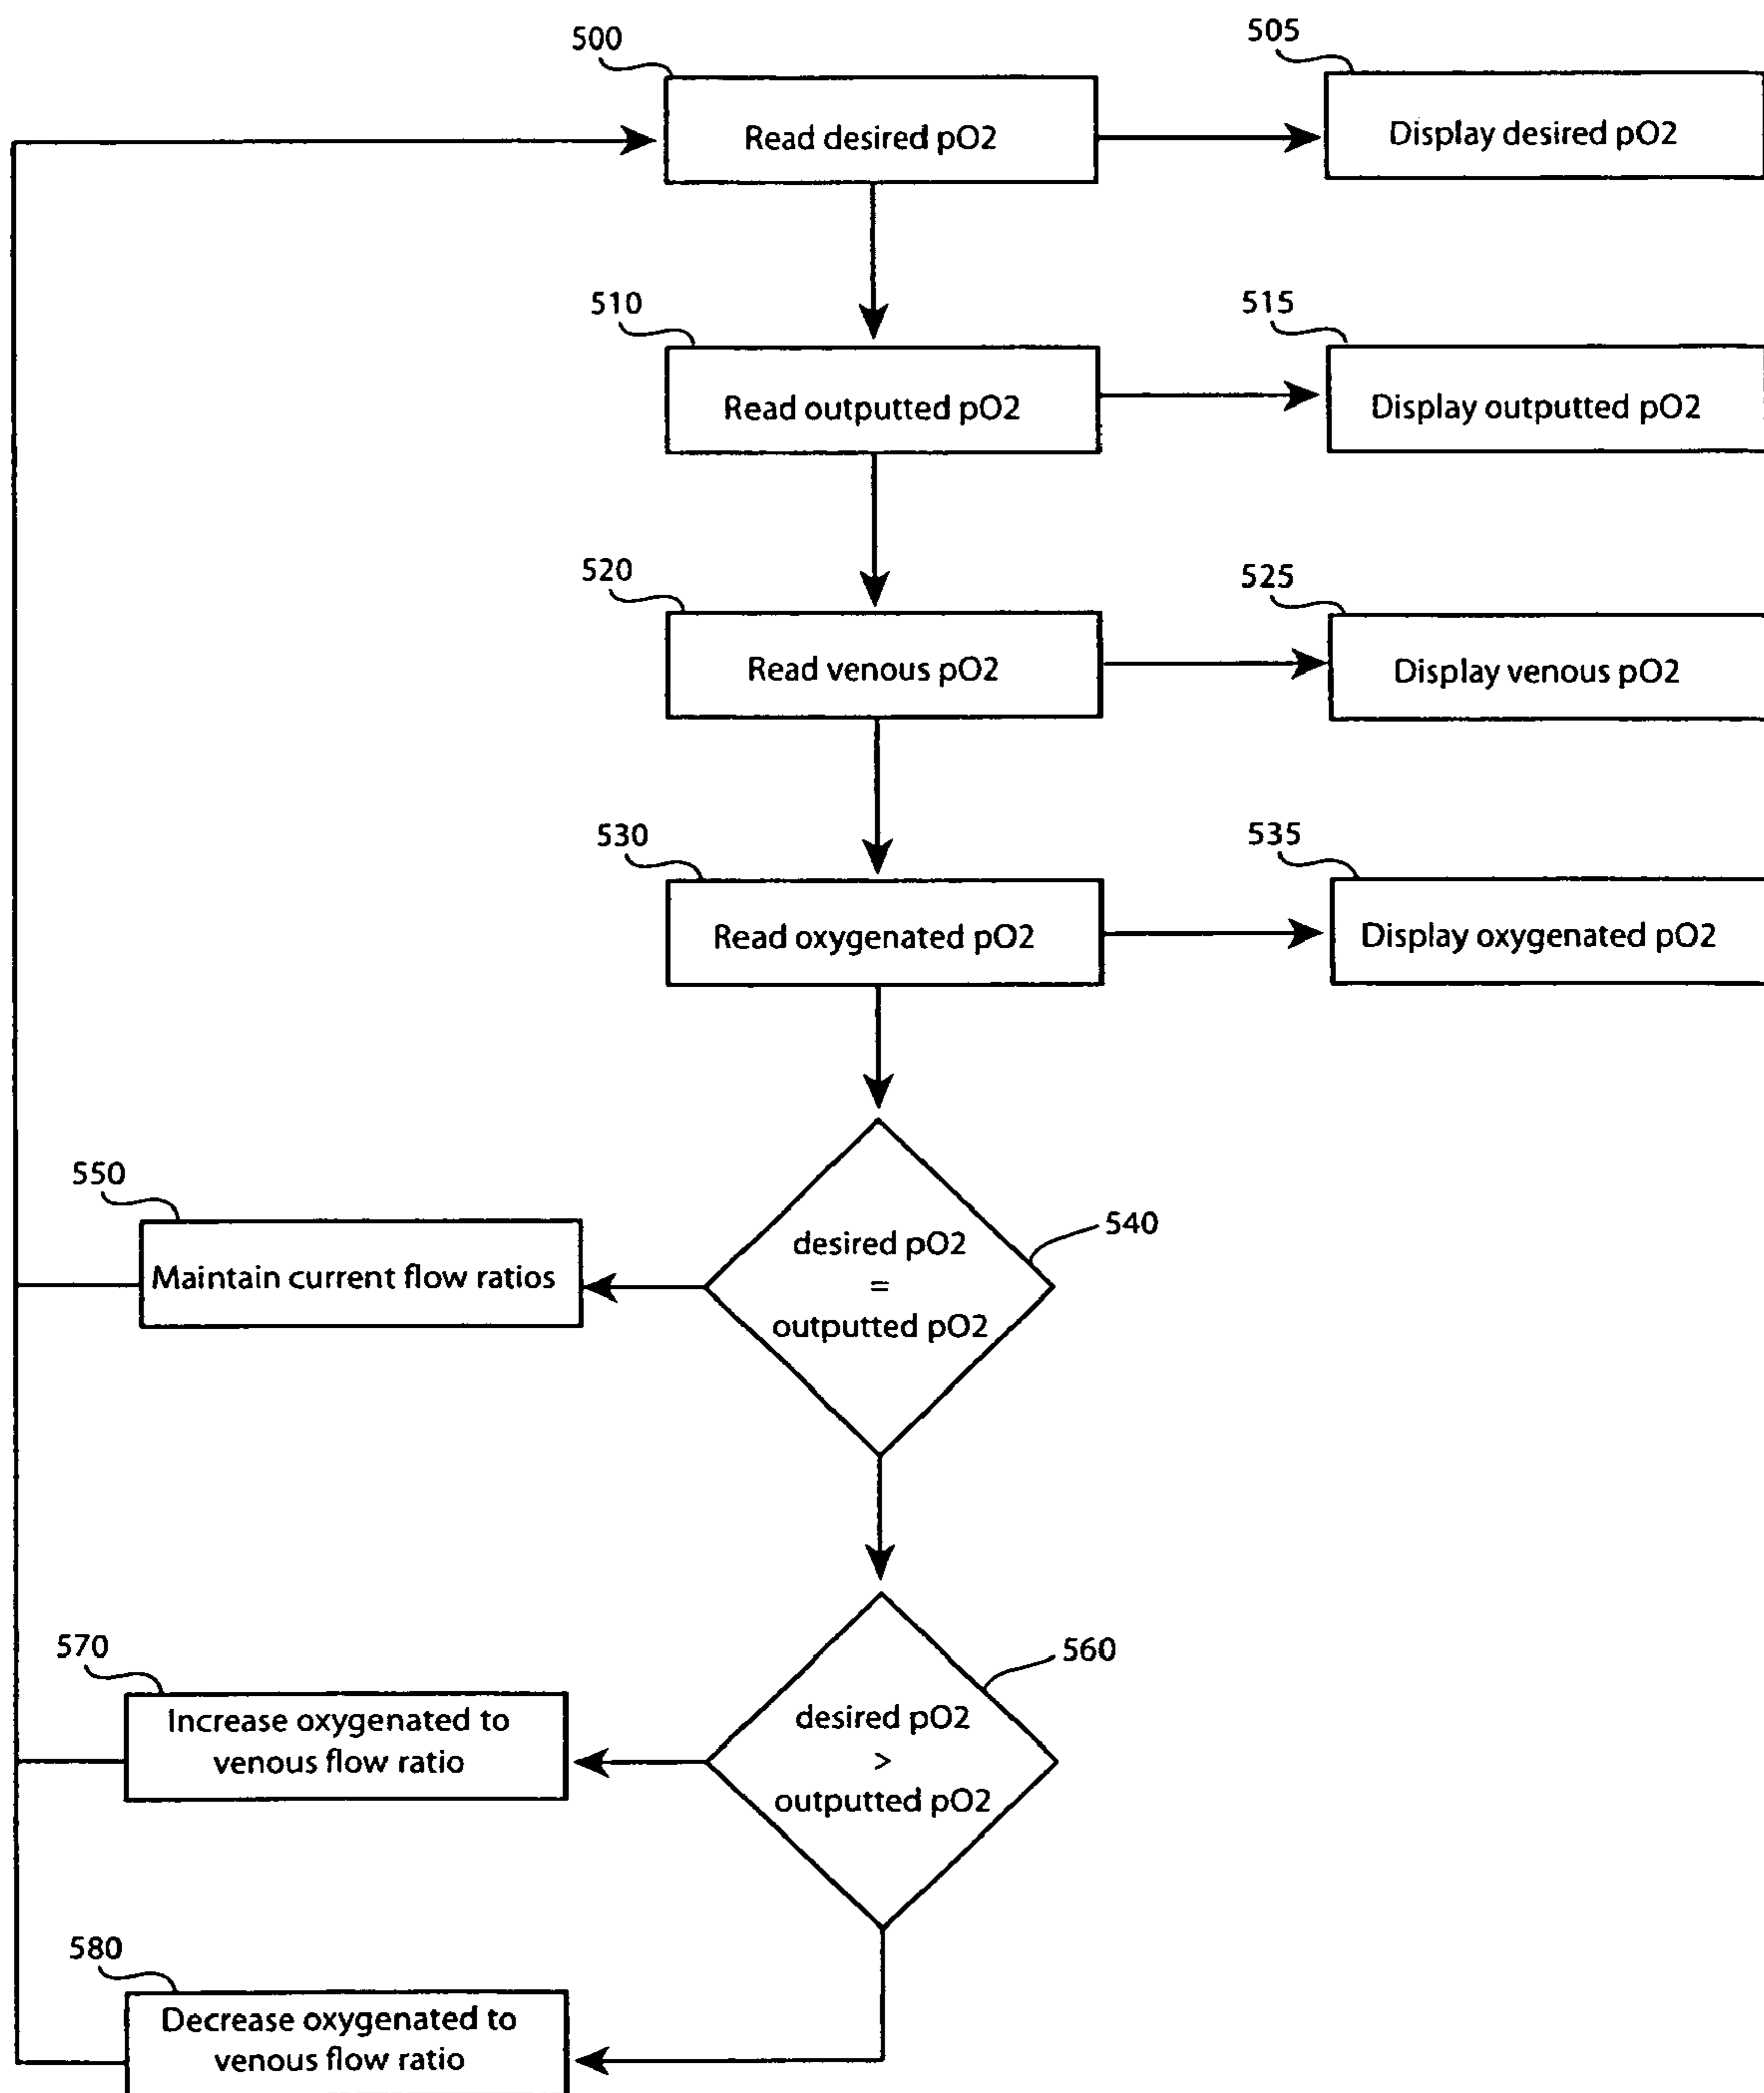 500
505
Read desired pO2
Display desired pO2
510
515
Read outputted pO2
Display outputted pO2
520
525
Read venous pO2
Display venous pO2
530
535
Read oxygenated pO2
Display oxygenated pO2
550
540
Maintain current flow ratios
desired pO2
=
outputted pO2
570
560
Increase oxygenated to
venous flow ratio
desired pO2
>
outputted pO2
580
Decrease oxygenated to
venous flow ratio